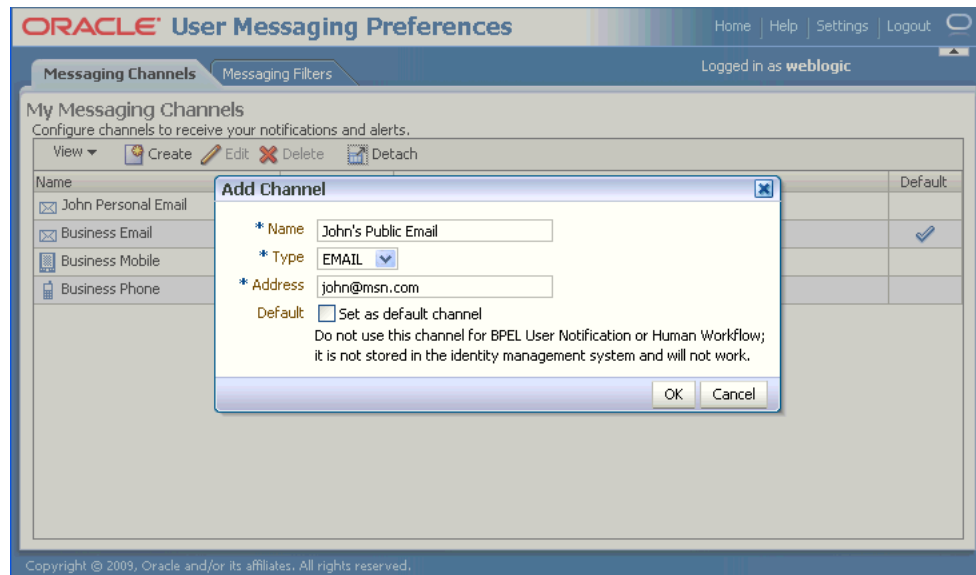 ORACLE User Messaging Preferences
Home Help Settings Logout
Logged in as weblogic
Messaging Channels Messaging Filters
My Messaging Channels
Configure channels to receive your notifications and alerts.
View Create Edit Delete Detach
Name Default
John Personal Email
Business Email
Business Mobile
Business Phone
Add Channel
* Name John's Public Email
* Type EMAIL
* Address john@msn.com
Default Set as default channel
Do not use this channel for BPEL User Notification or Human Workflow;
it is not stored in the identity management system and will not work.
OK Cancel
Copyright © 2009, Oracle and/or its affiliates. All rights reserved.